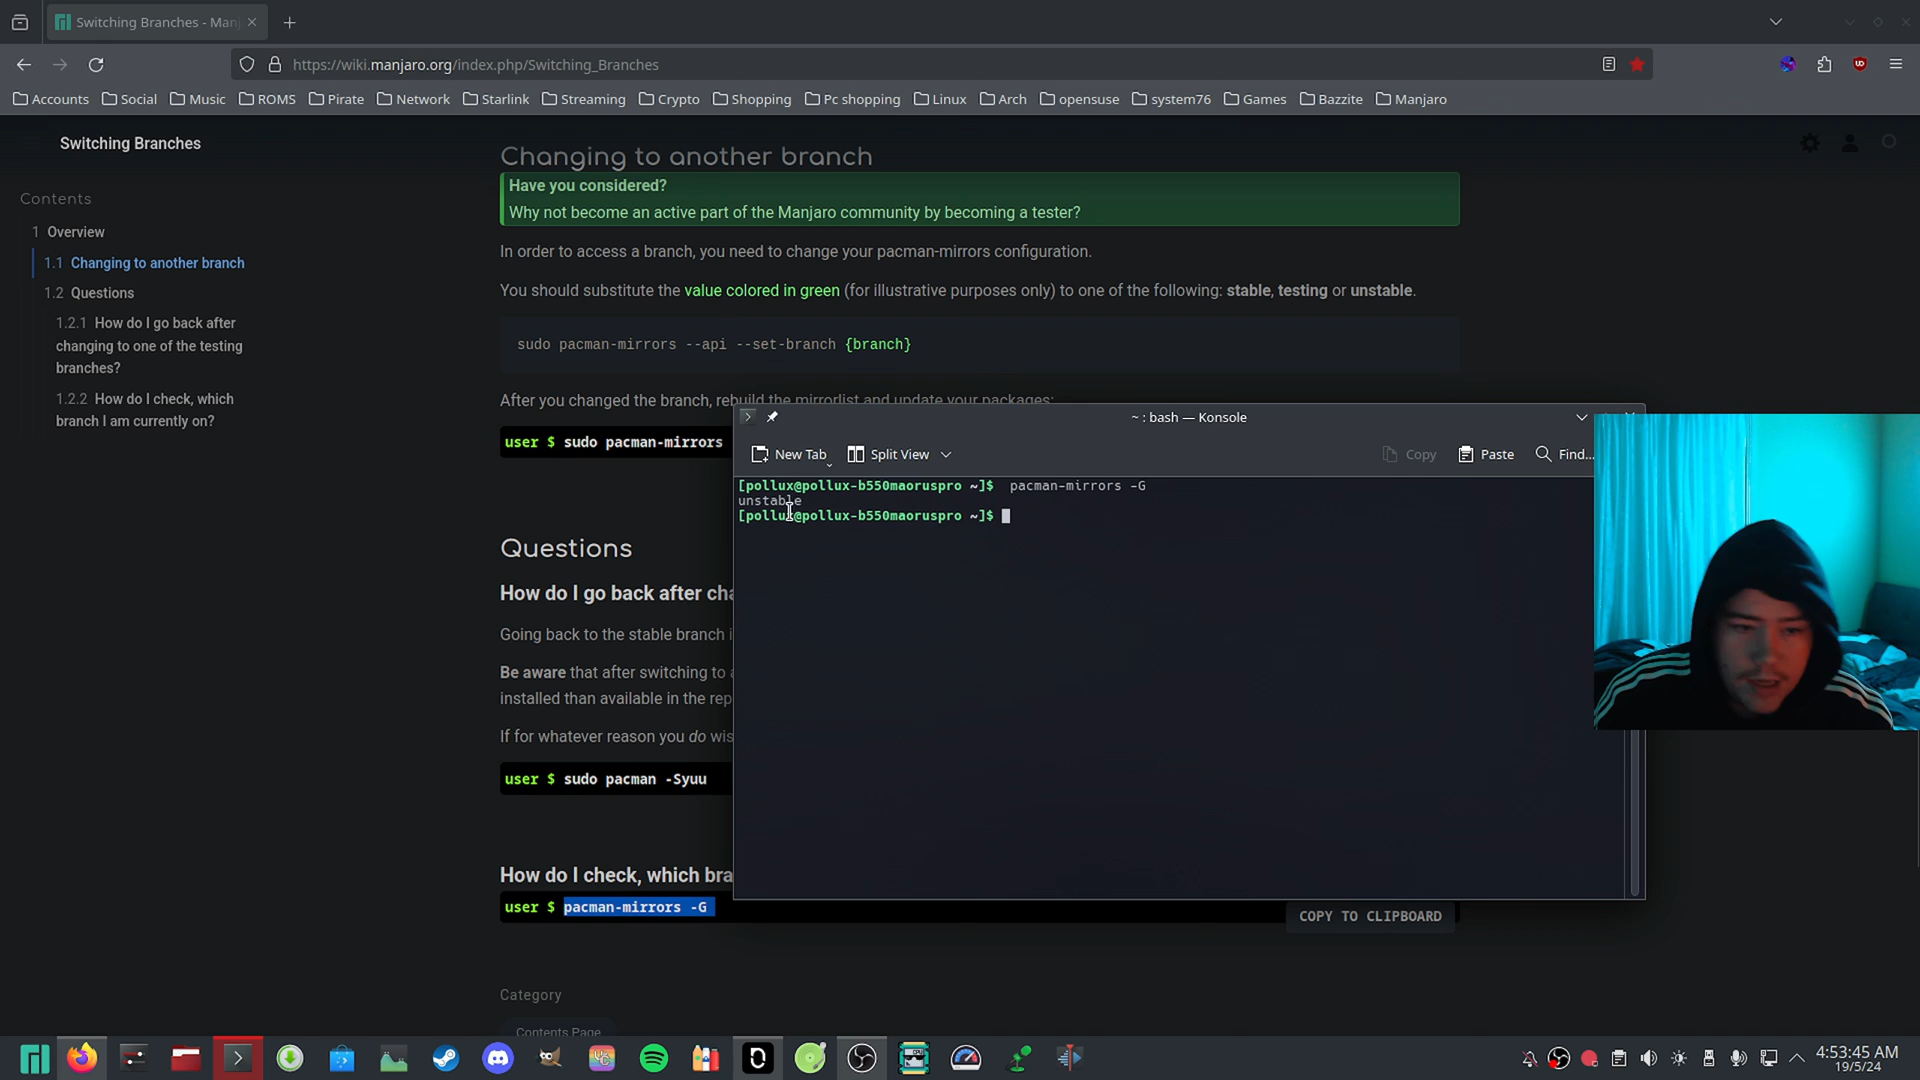 Switching Branches - Man
https://wiki.manjaro.org/index.php/Switching_Branches
Accounts Social Music ROMS Pirate Network Starlink Streaming Crypto Shopping Pc shopping Linux Arch opensuse system76 Games Bazzite Manjaro
Switching Branches
Contents
1 Overview
1.1 Changing to another branch
1.2 Questions
1.2.1 How do I go back after
changing to one of the testing
branches?
1.2.2 How do I check, which
branch I am currently on?
Changing to another branch
Have you considered?
Why not become an active part of the Manjaro community by becoming a tester?
In order to access a branch, you need to change your pacman-mirrors configuration.
You should substitute the value colored in green (for illustrative purposes only) to one of the following: stable, testing or unstable.
sudo pacman-mirrors --api --set-branch {branch}
After you changed the branch, rebuild the mirrorlist and update your packages:
user $ sudo pacman-mirrors
Questions
How do I go back after cha
Going back to the stable branch i
Be aware that after switching to a
installed than available in the rep
If for whatever reason you do wis
user $ sudo pacman -Syuu
How do I check, which bra
user $ pacman-mirrors -G
COPY TO CLIPBOARD
Category
Contents Page
~ : bash — Konsole
New Tab Split View Copy Paste Find...
[pollux@pollux-b550maoruspro ~]$ pacman-mirrors -G
unstable
[pollux@pollux-b550maoruspro ~]$
4:53:45 AM
19/5/24